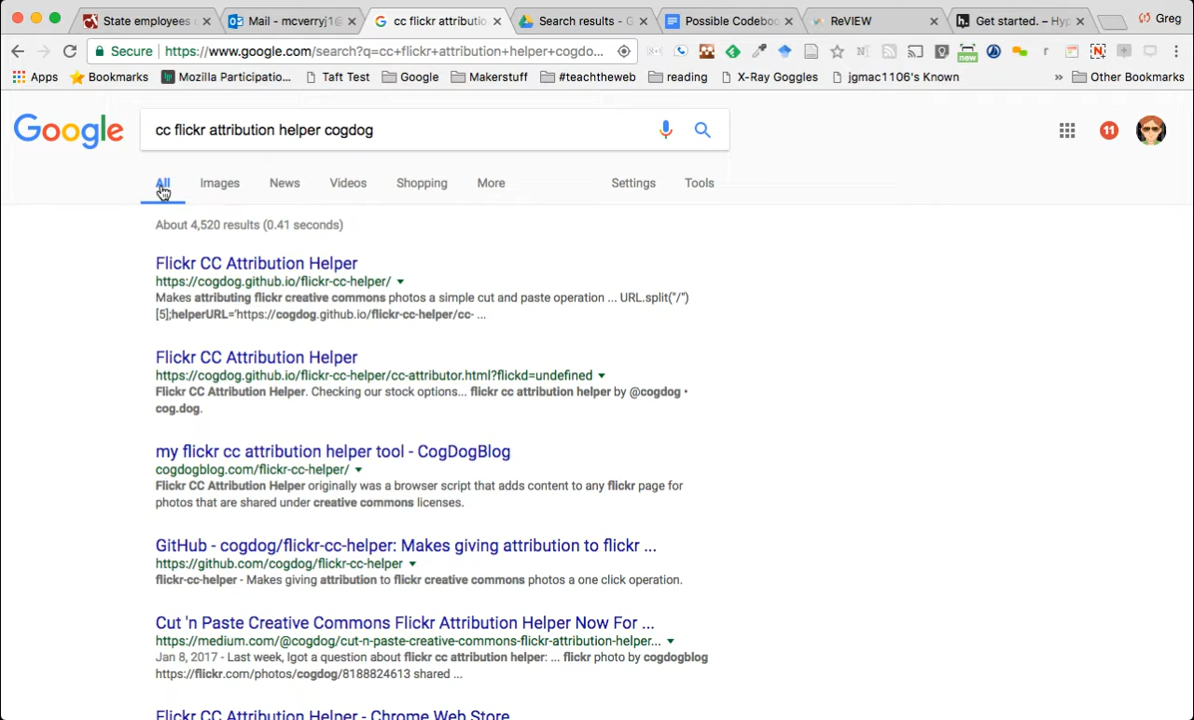 State employees
Mail - mcverry j1@
cc flickr attributio
Search results - G
Possible Codeboo
ReVIEW
Get started. – Hyp
Greg
Secure
https://www.google.com/search?q=cc+flickr+attribution+helper+cogdo...
new
Apps
Bookmarks
Mozilla Participatio...
Taft Test
Google
Makerstuff
#teachtheweb
reading
X-Ray Goggles
jgmac1106's Known
»
Other Bookmarks
Google
cc flickr attribution helper cogdog
11
All
Images
News
Videos
Shopping
More
Settings
Tools
About 4,520 results (0.41 seconds)
Flickr CC Attribution Helper
https://cogdog.github.io/flickr-cc-helper/
Makes attributing flickr creative commons photos a simple cut and paste operation ... URL.split("/")
[5];helperURL='https://cogdog.github.io/flickr-cc-helper/cc- ...
Flickr CC Attribution Helper
https://cogdog.github.io/flickr-cc-helper/cc-attributor.html?flickd=undefined
Flickr CC Attribution Helper. Checking our stock options... flickr cc attribution helper by @cogdog •
cog.dog.
my flickr cc attribution helper tool - CogDogBlog
cogdogblog.com/flickr-cc-helper/
Flickr CC Attribution Helper originally was a browser script that adds content to any flickr page for
photos that are shared under creative commons licenses.
GitHub - cogdog/flickr-cc-helper: Makes giving attribution to flickr ...
https://github.com/cogdog/flickr-cc-helper
flickr-cc-helper - Makes giving attribution to flickr creative commons photos a one click operation.
Cut 'n Paste Creative Commons Flickr Attribution Helper Now For ...
https://medium.com/@cogdog/cut-n-paste-creative-commons-flickr-attribution-helper...
Jan 8, 2017 - Last week, Igot a question about flickr cc attribution helper: ... flickr photo by cogdogblog
https://flickr.com/photos/cogdog/8188824613 shared ...
Flickr CC Attribution Helper - Chrome Web Store